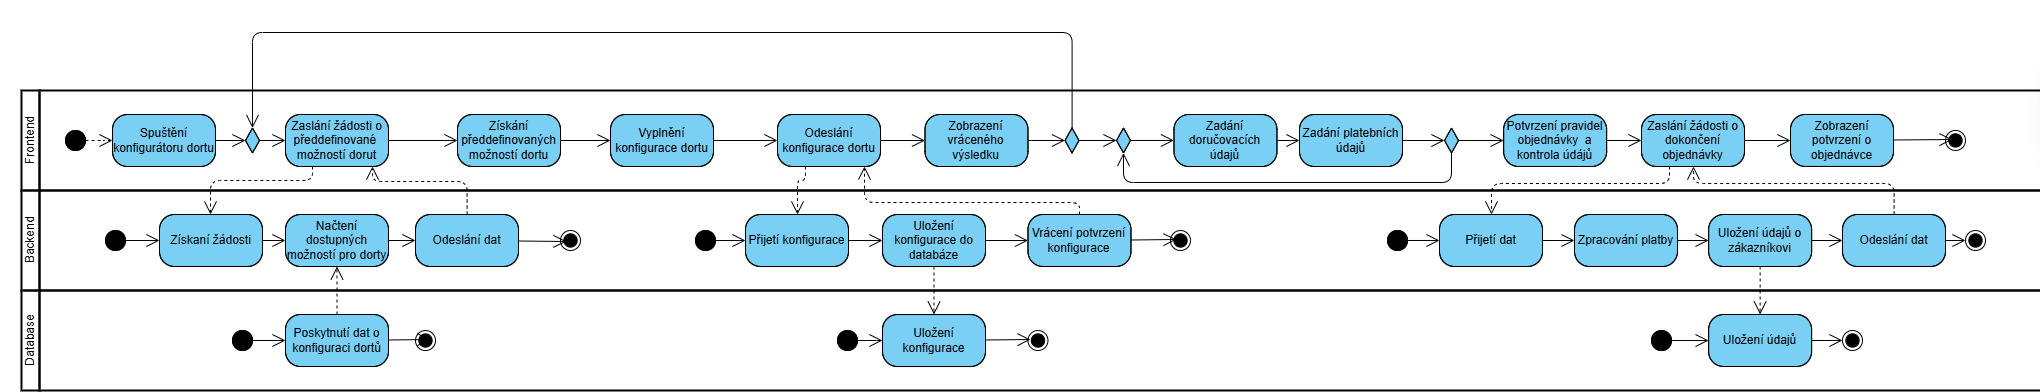 Frontend
Spuštění
konfigurátoru dortu
Zaslání žádosti o
předdefinované
možností dorut
Získání
předdefinovaných
možností dortu
Vyplnění
konfigurace dortu
Odeslání
konfigurace dortu
Zobrazení
vráceného
výsledku
Zadání
doručovacích
údajů
Zadání platebních
údajů
Potvrzení pravidel
objednávky a
kontrola údájů
Zaslání žádosti o
dokončení
objednávky
Zobrazení
potvrzení o
objednávce
Backend
Získaní žádosti
Načtení
dostupných
možností pro dorty
Odeslání dat
Přijetí konfigurace
Uložení
konfigurace do
databáze
Vrácení potvrzení
konfigurace
Přijetí dat
Zpracování platby
Uložení údajů o
zákazníkovi
Odeslání dat
Database
Poskytnutí dat o
konfiguraci dortů
Uložení
konfigurace
Uložení údajů